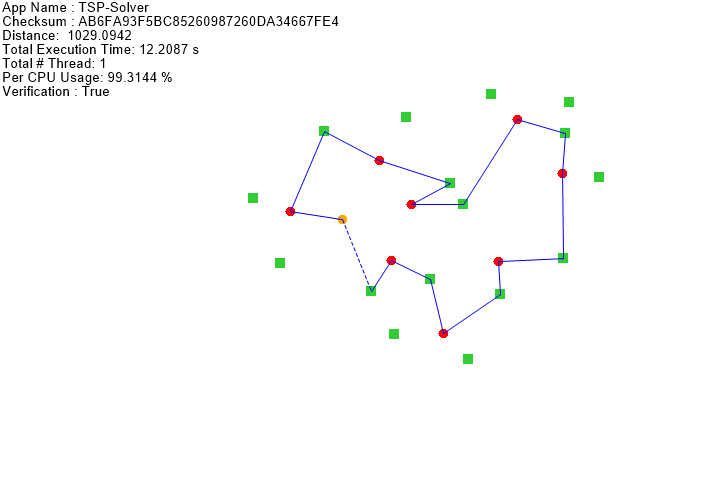 App Name : TSP-Solver
Checksum : AB6FA93F5BC85260987260DA34667FE4
Distance:  1029.0942
Total Execution Time: 12.2087 s
Total # Thread: 1
Per CPU Usage: 99.3144 %
Verification : True